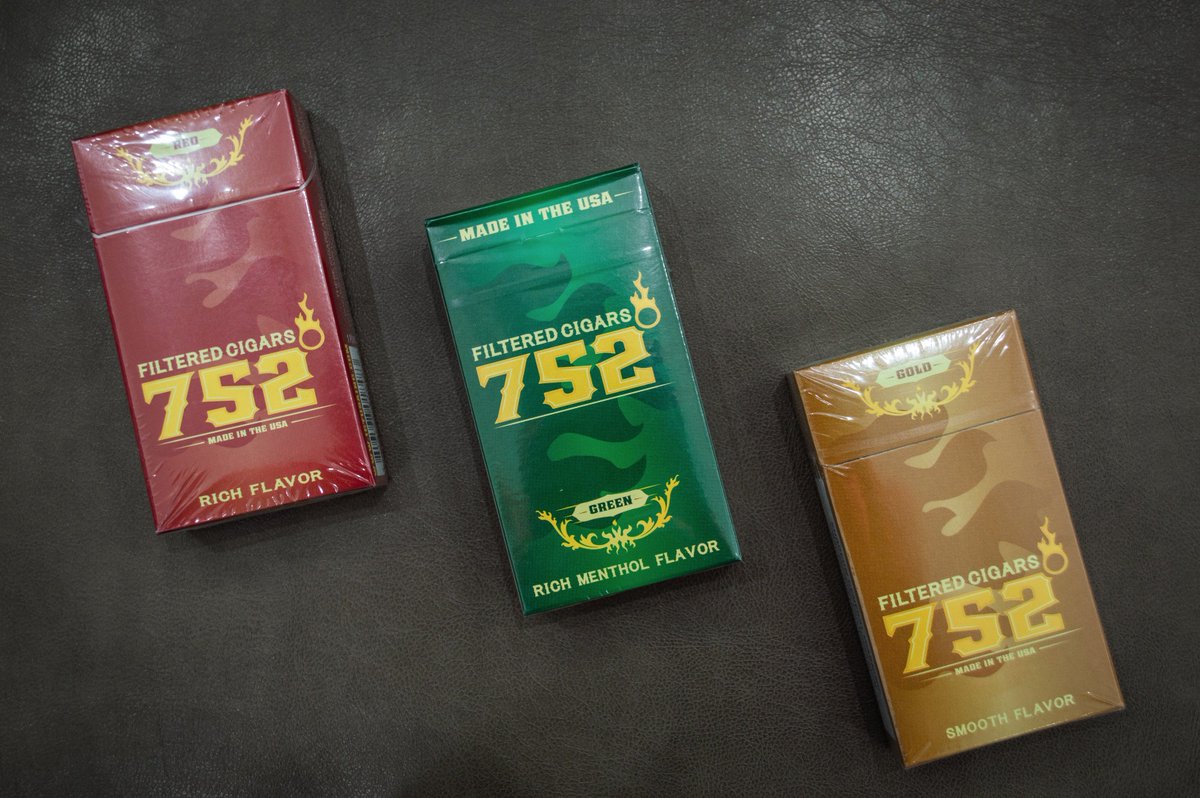 RED
FILTERED CIGARS
752
MADE IN THE USA
RICH FLAVOR
MADE IN THE USA
FILTERED CIGARS
752
GREEN
RICH MENTHOL FLAVOR
GOLD
FILTERED CIGARS
752
MADE IN THE USA
SMOOTH FLAVOR